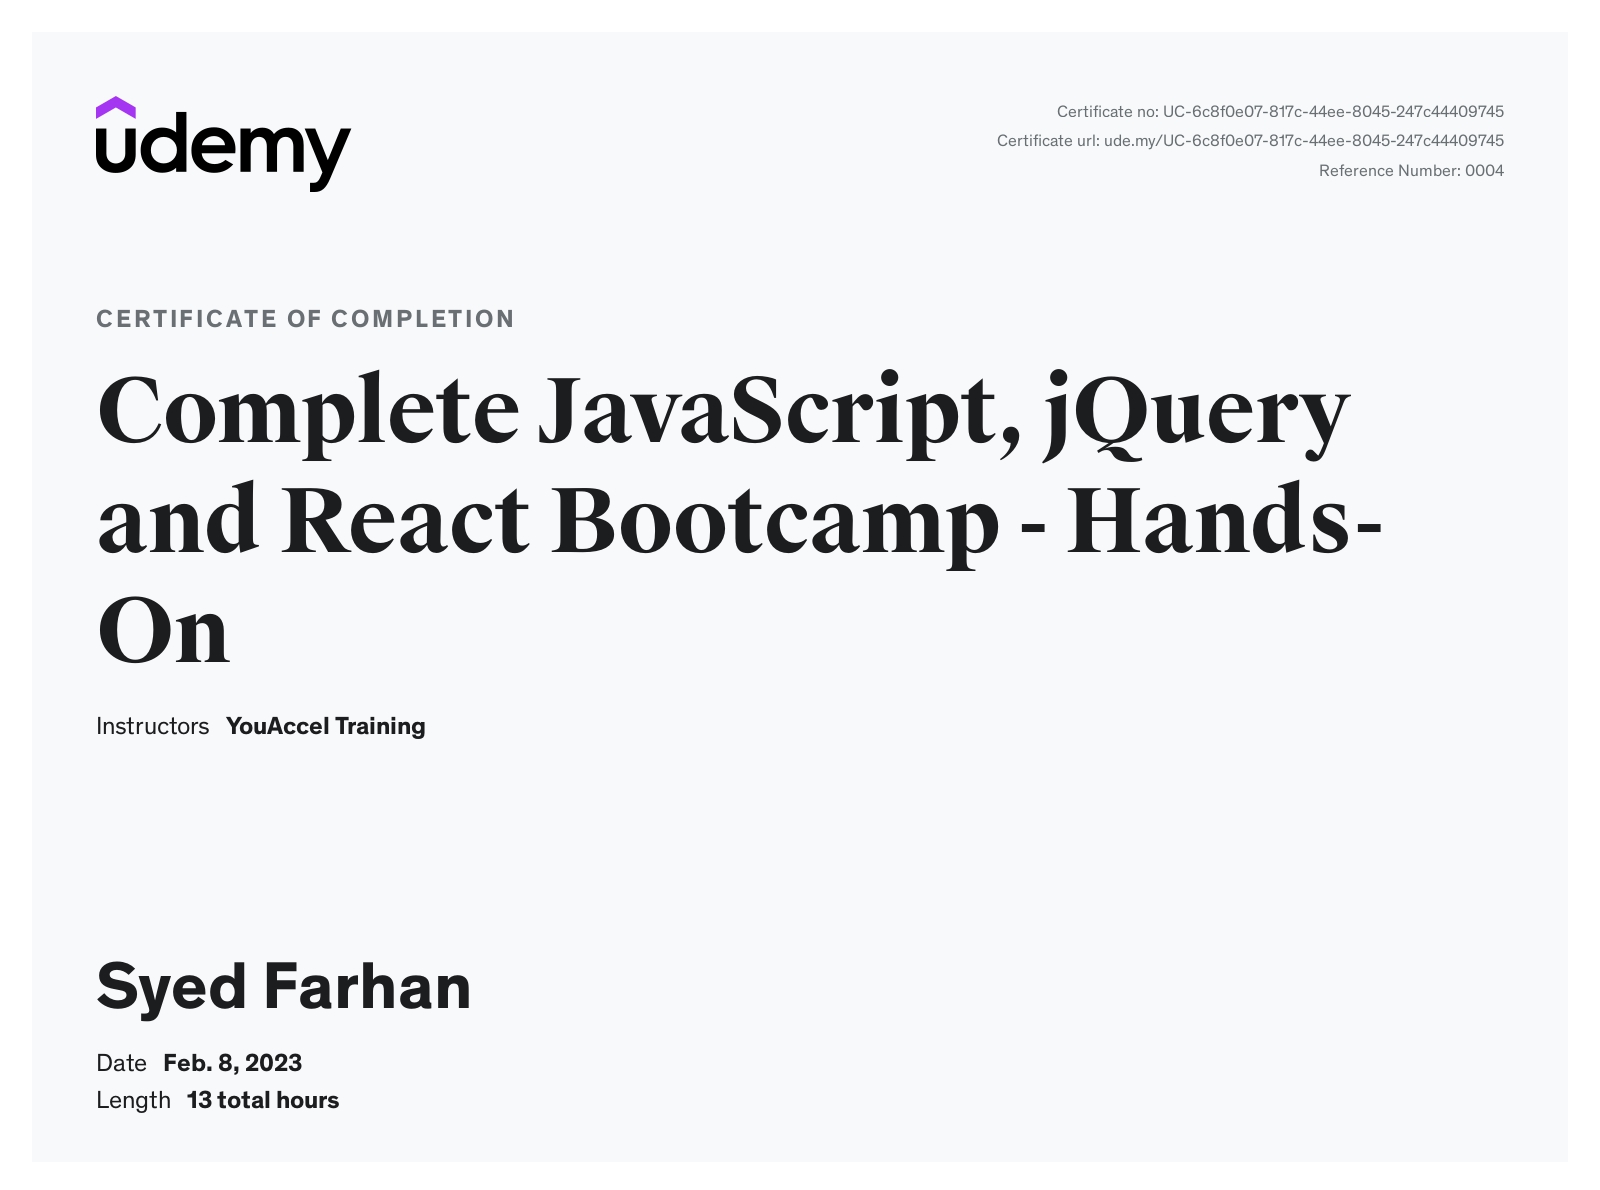 udemy
Certificate no: UC-6c8f0e07-817c-44ee-8045-247c44409745
Certificate url: ude.my/UC-6c8f0e07-817c-44ee-8045-247c44409745
Reference Number: 0004
CERTIFICATE OF COMPLETION
Complete JavaScript, jQuery
and React Bootcamp - Hands-
On
Instructors YouAccel Training
Syed Farhan
Date Feb. 8, 2023
Length 13 total hours